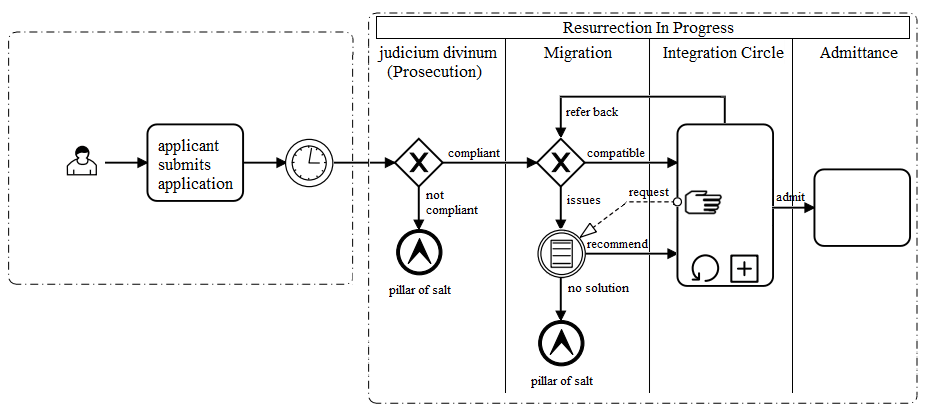 Resurrection In Progress
judicium divinum
(Prosecution)
Migration
Integration Circle
Admittance
applicant
submits
application
refer back
compliant
compatible
not
compliant
issues
request
admit
recommend
pillar of salt
no solution
pillar of salt